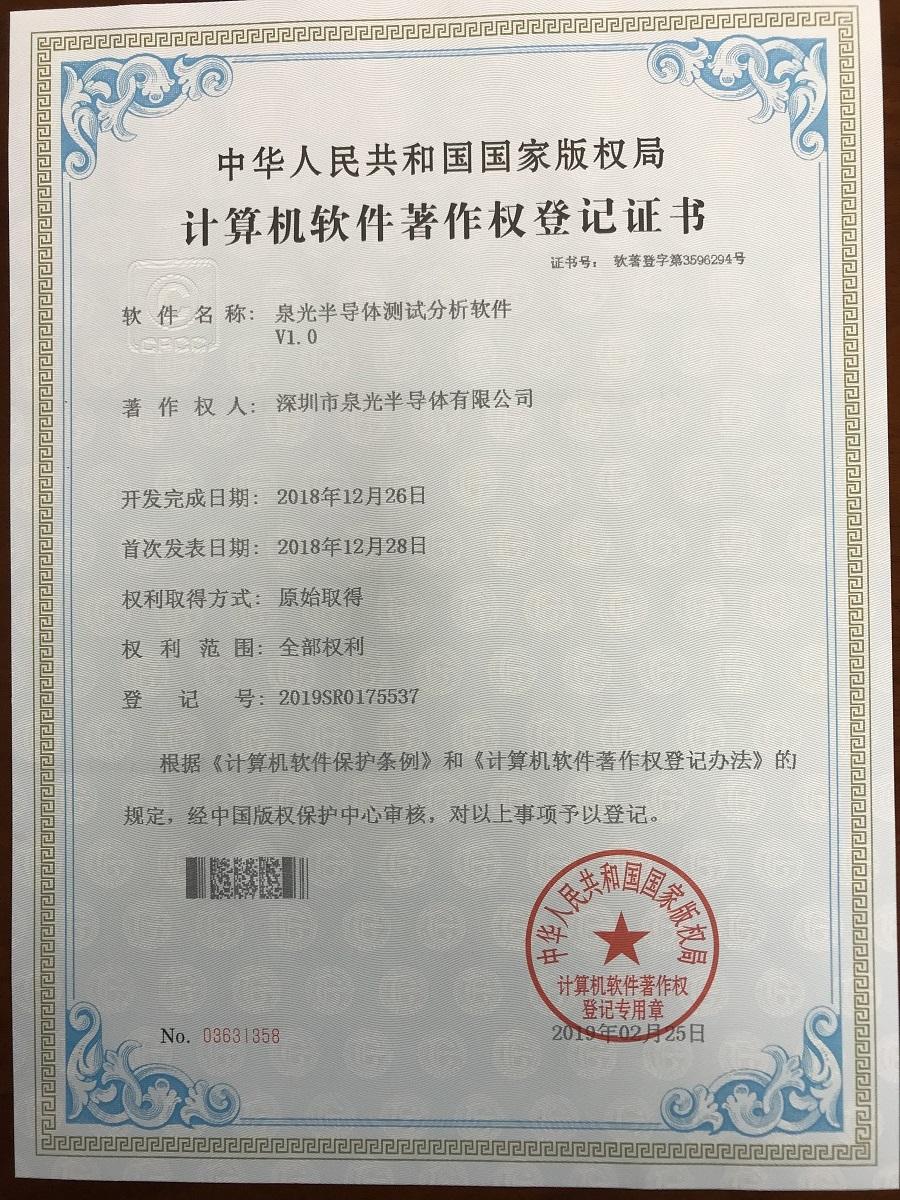 中华人民共和国国家版权局
计算机软件著作权登记证书
证书号： 软著登字第3596294号
软件名称： 泉光半导体测试分析软件
V1.0
著作权人： 深圳市泉光半导体有限公司
开发完成日期： 2018年12月26日
首次发表日期： 2018年12月28日
权利取得方式： 原始取得
权利范围： 全部权利
登记号： 2019SR0175537
根据《计算机软件保护条例》和《计算机软件著作权登记办法》的
规定，经中国版权保护中心审核，对以上事项予以登记。
中华人民共和国国家版权局
计算机软件著作权
登记专用章
No. 03631358
2019年02月25日